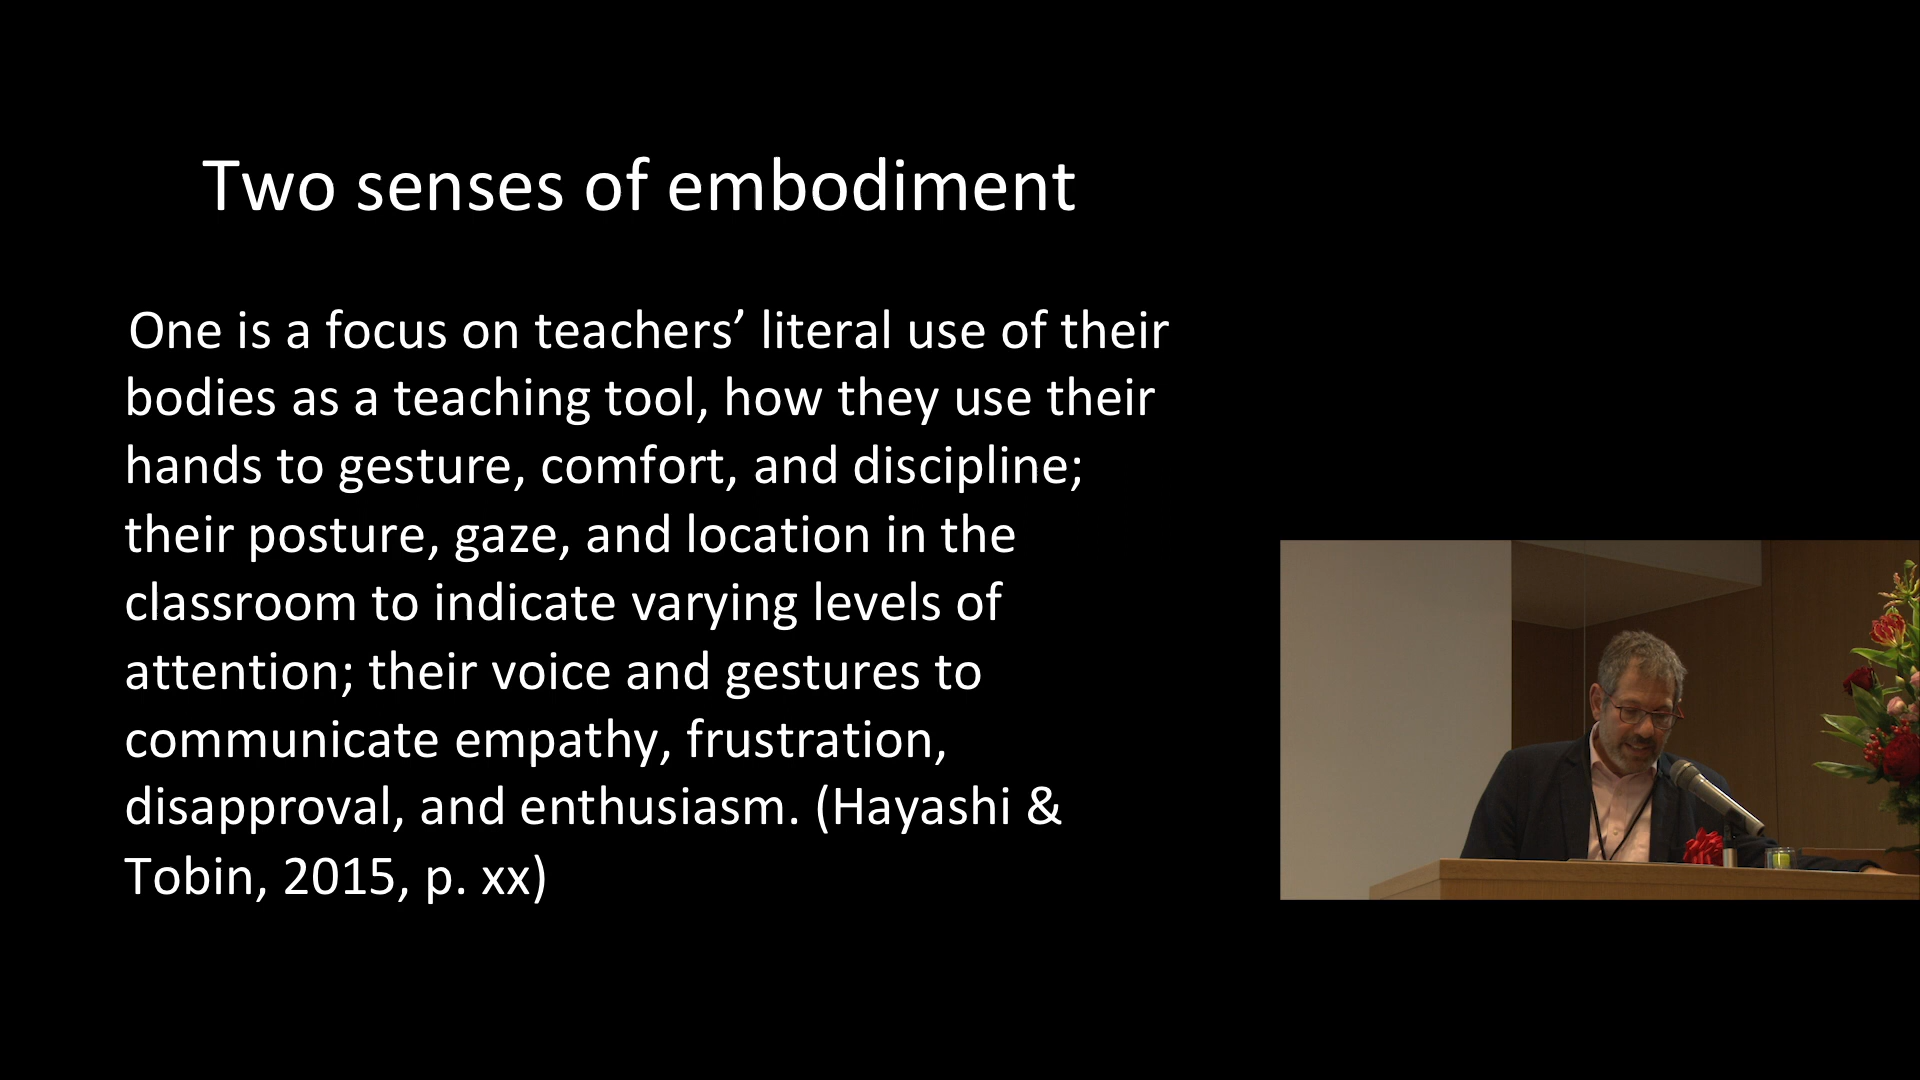 Two senses of embodiment
One is a focus on teachers’ literal use of their
bodies as a teaching tool, how they use their
hands to gesture, comfort, and discipline;
their posture, gaze, and location in the
classroom to indicate varying levels of
attention; their voice and gestures to
communicate empathy, frustration,
disapproval, and enthusiasm. (Hayashi &
Tobin, 2015, p. xx)